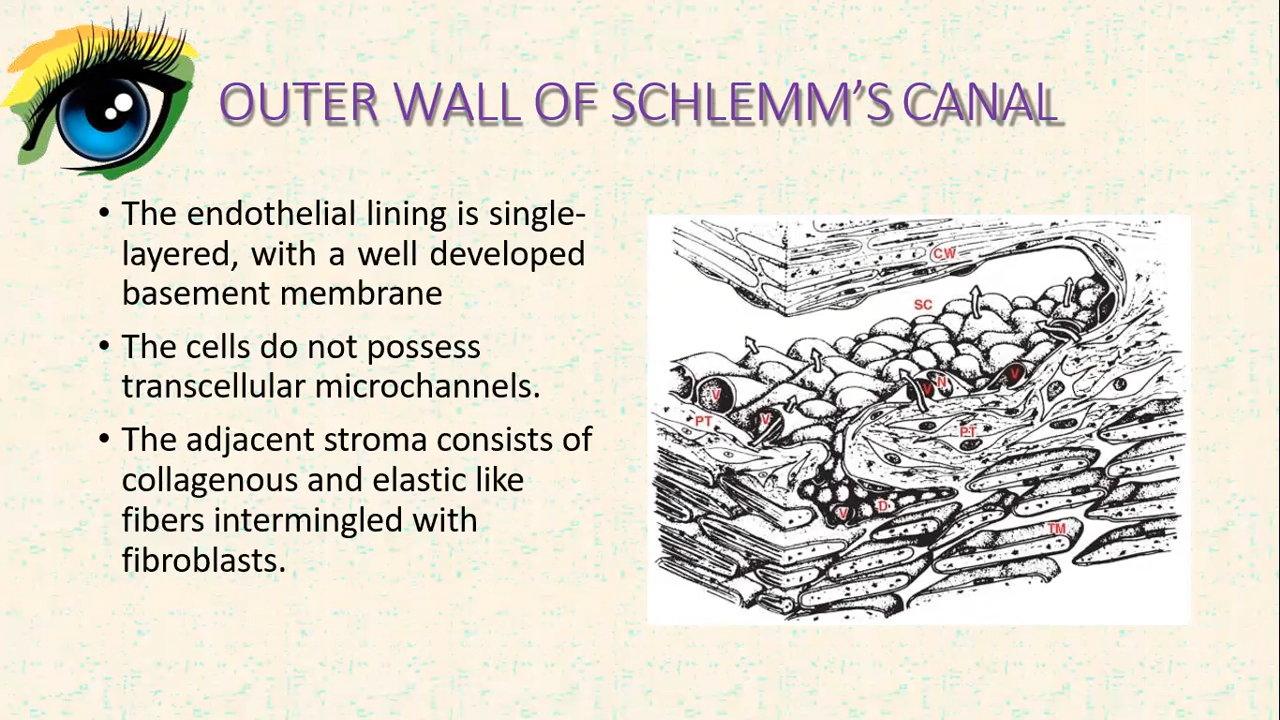 OUTER WALL OF SCHLEMM’S CANAL
• The endothelial lining is single-
layered, with a well developed
basement membrane
• The cells do not possess
transcellular microchannels.
• The adjacent stroma consists of
collagenous and elastic like
fibers intermingled with
fibroblasts.
CW
SC
V
V
N
V
PT
V
PT
V
D
TM